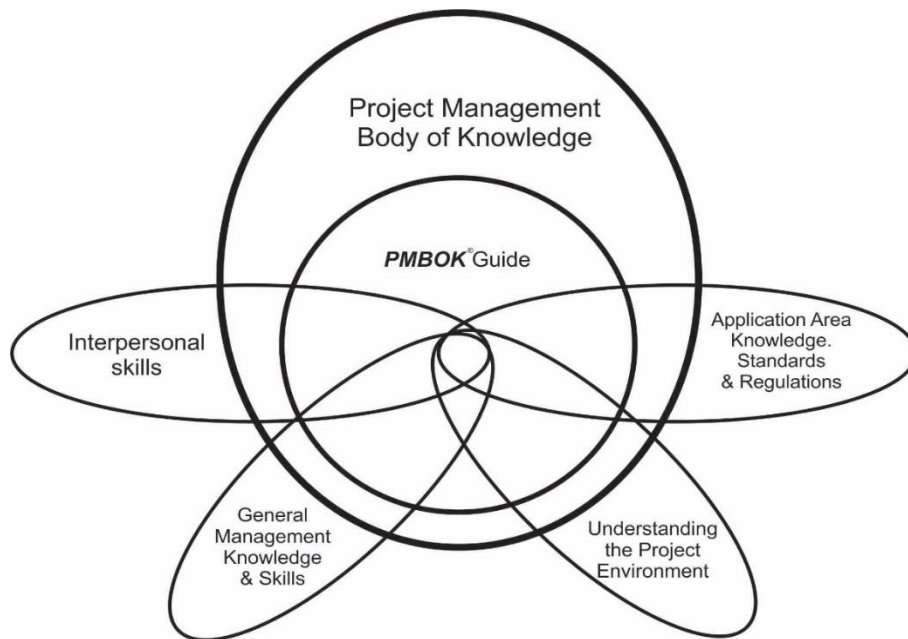 Project Management
Body of Knowledge
PMBOK® Guide
Interpersonal
skills
Application Area
Knowledge.
Standards
& Regulations
General
Management
Knowledge
& Skills
Understanding
the Project
Environment